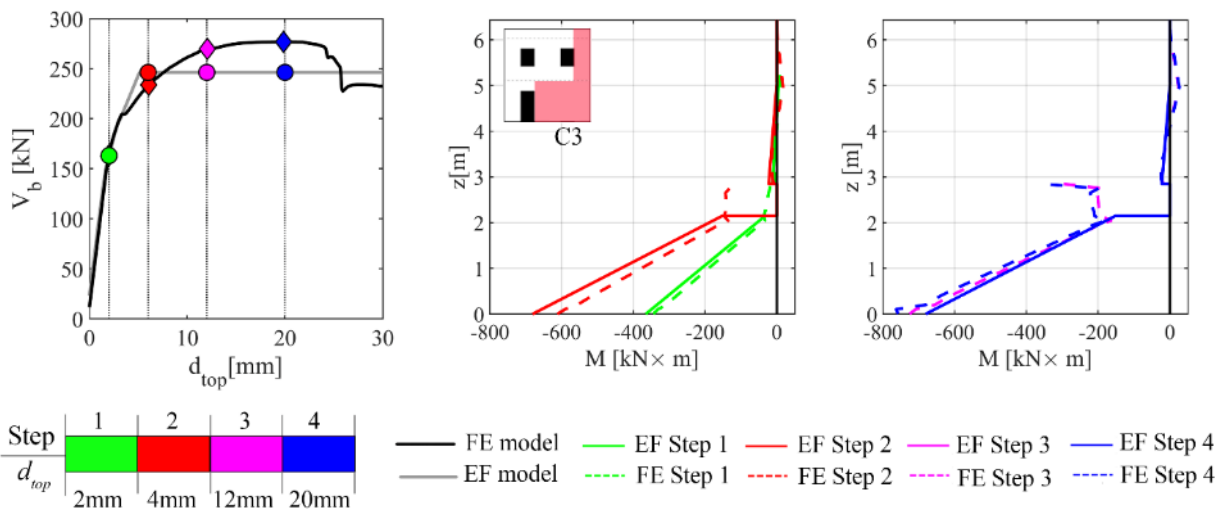 300
250
200
150
100
50
0
V_b [kN]
0 10 20 30
d_top[mm]
6
5
4
3
2
1
0
z[m]
C3
-800 -600 -400 -200 0
M [kN× m]
6
5
4
3
2
1
0
z [m]
-800 -600 -400 -200 0
M [kN× m]
Step 1 2 3 4
d_top 2mm 4mm 12mm 20mm
FE model EF Step 1 EF Step 2 EF Step 3 EF Step 4
EF model FE Step 1 FE Step 2 FE Step 3 FE Step 4